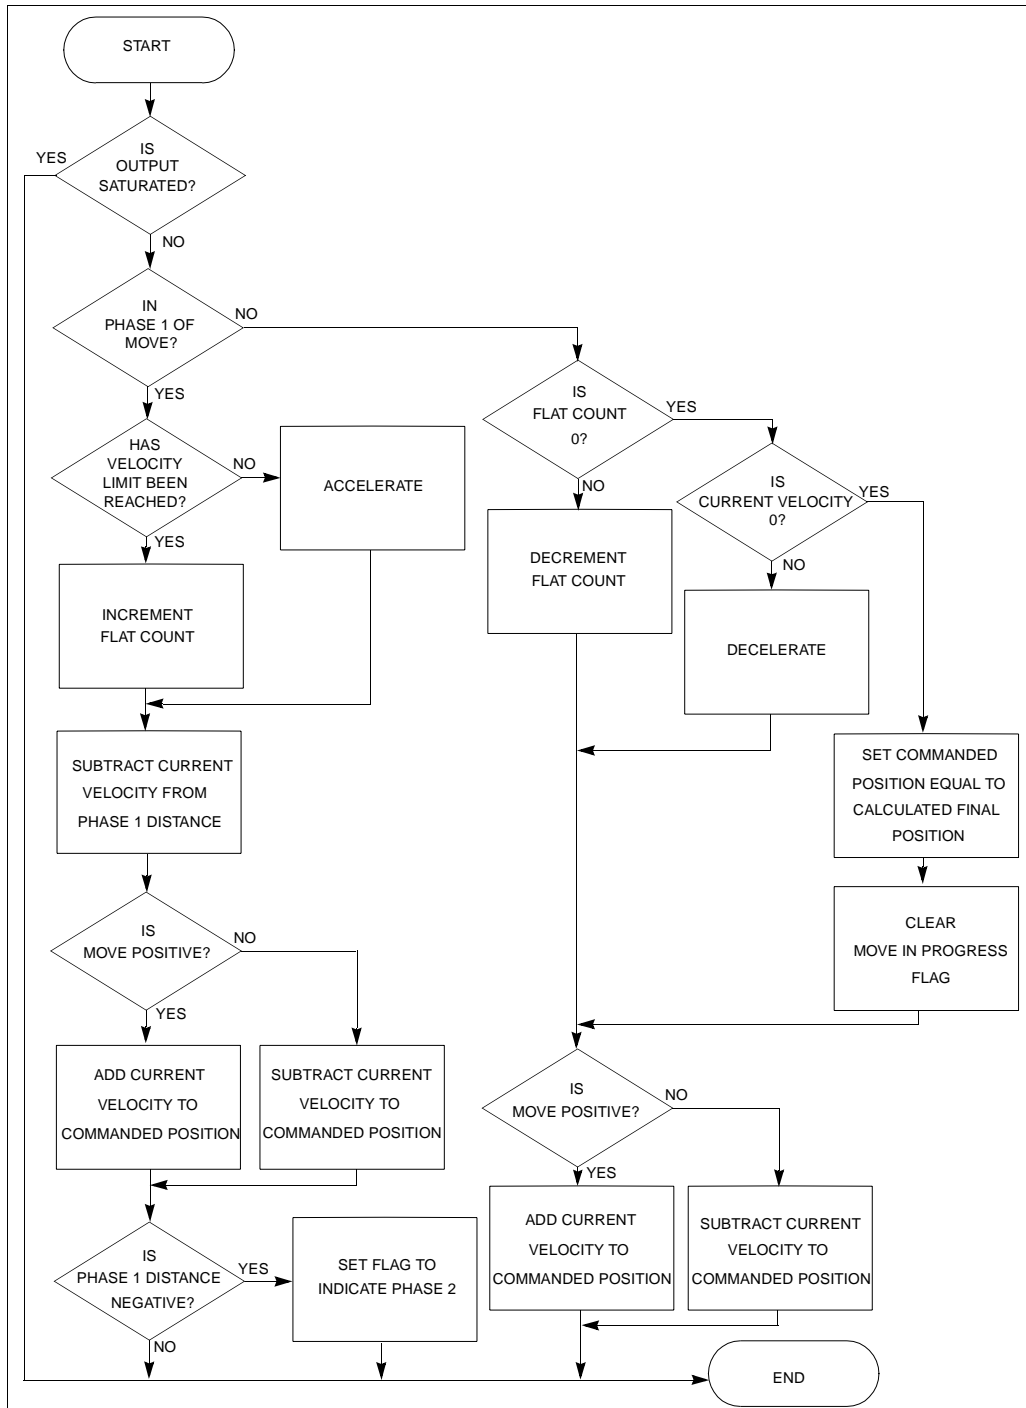 START
YES
IS
OUTPUT
SATURATED?
NO
IN
PHASE 1 OF
MOVE?
NO
YES
IS
FLAT COUNT
0?
YES
NO
HAS
VELOCITY
LIMIT BEEN
REACHED?
NO
YES
ACCELERATE
IS
CURRENT VELOCITY
0?
YES
NO
DECREMENT
FLAT COUNT
INCREMENT
FLAT COUNT
DECELERATE
SUBTRACT CURRENT
VELOCITY FROM
PHASE 1 DISTANCE
SET COMMANDED
POSITION EQUAL TO
CALCULATED FINAL
POSITION
CLEAR
MOVE IN PROGRESS
FLAG
IS
MOVE POSITIVE?
NO
YES
ADD CURRENT
VELOCITY TO
COMMANDED POSITION
SUBTRACT CURRENT
VELOCITY TO
COMMANDED POSITION
IS
MOVE POSITIVE?
NO
YES
ADD CURRENT
VELOCITY TO
COMMANDED POSITION
SUBTRACT CURRENT
VELOCITY TO
COMMANDED POSITION
IS
PHASE 1 DISTANCE
NEGATIVE?
YES
NO
SET FLAG TO
INDICATE PHASE 2
END